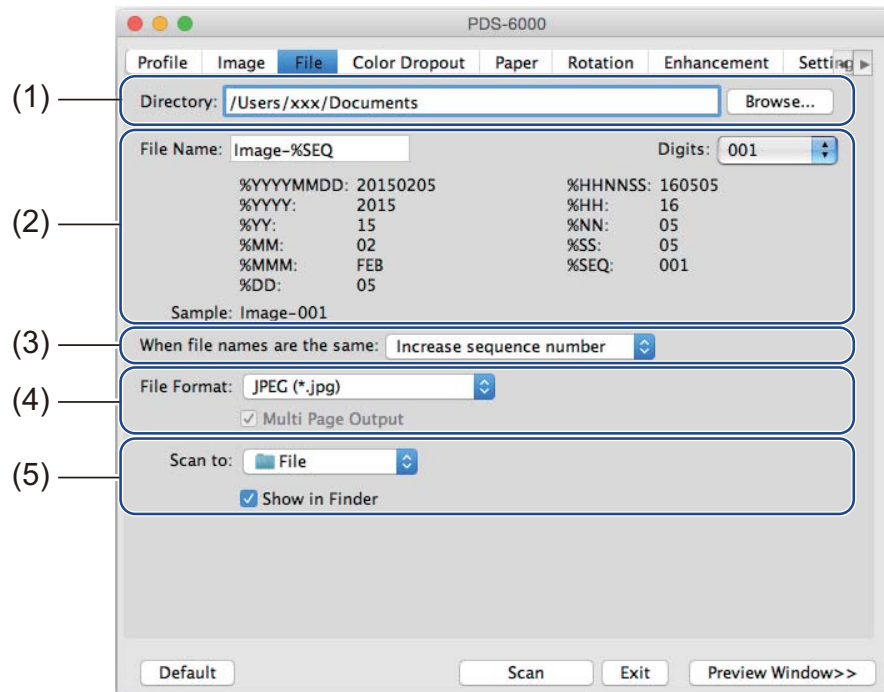 PDS-6000
Profile Image File Color Dropout Paper Rotation Enhancement Setting
(1) Directory: /Users/xxx/Documents Browse...
(2) File Name: Image-%SEQ Digits: 001
%YYYYMMDD: 20150205 %HHNNSS: 160505
%YYYY: 2015 %HH: 16
%YY: 15 %NN: 05
%MM: 02 %SS: 05
%MMM: FEB %SEQ: 001
%DD: 05
Sample: Image-001
(3) When file names are the same: Increase sequence number
(4) File Format: JPEG (*.jpg)
Multi Page Output
(5) Scan to: File
Show in Finder
Default Scan Exit Preview Window>>